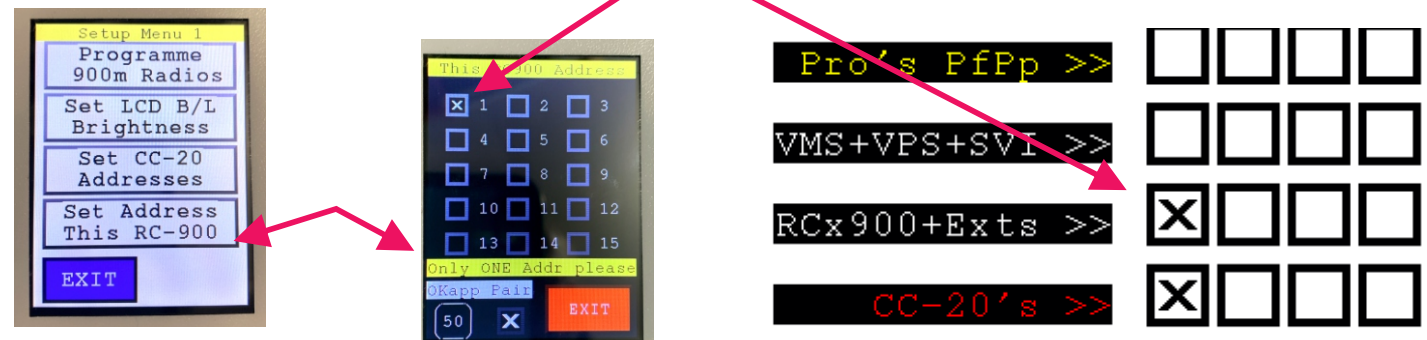 Setup Menu 1
Programme
900m Radios
Set LCD B/L
Brightness
Set CC-20
Addresses
Set Address
This RC-900
EXIT
This 900 Address
X 1 2 3
4 5 6
7 8 9
10 11 12
13 14 15
Only ONE Addr please
OKapp Pair
50 X EXIT
Pro's PfPp >>
VMS+VPS+SVI >>
RCx900+Exts >> X
CC-20's >> X